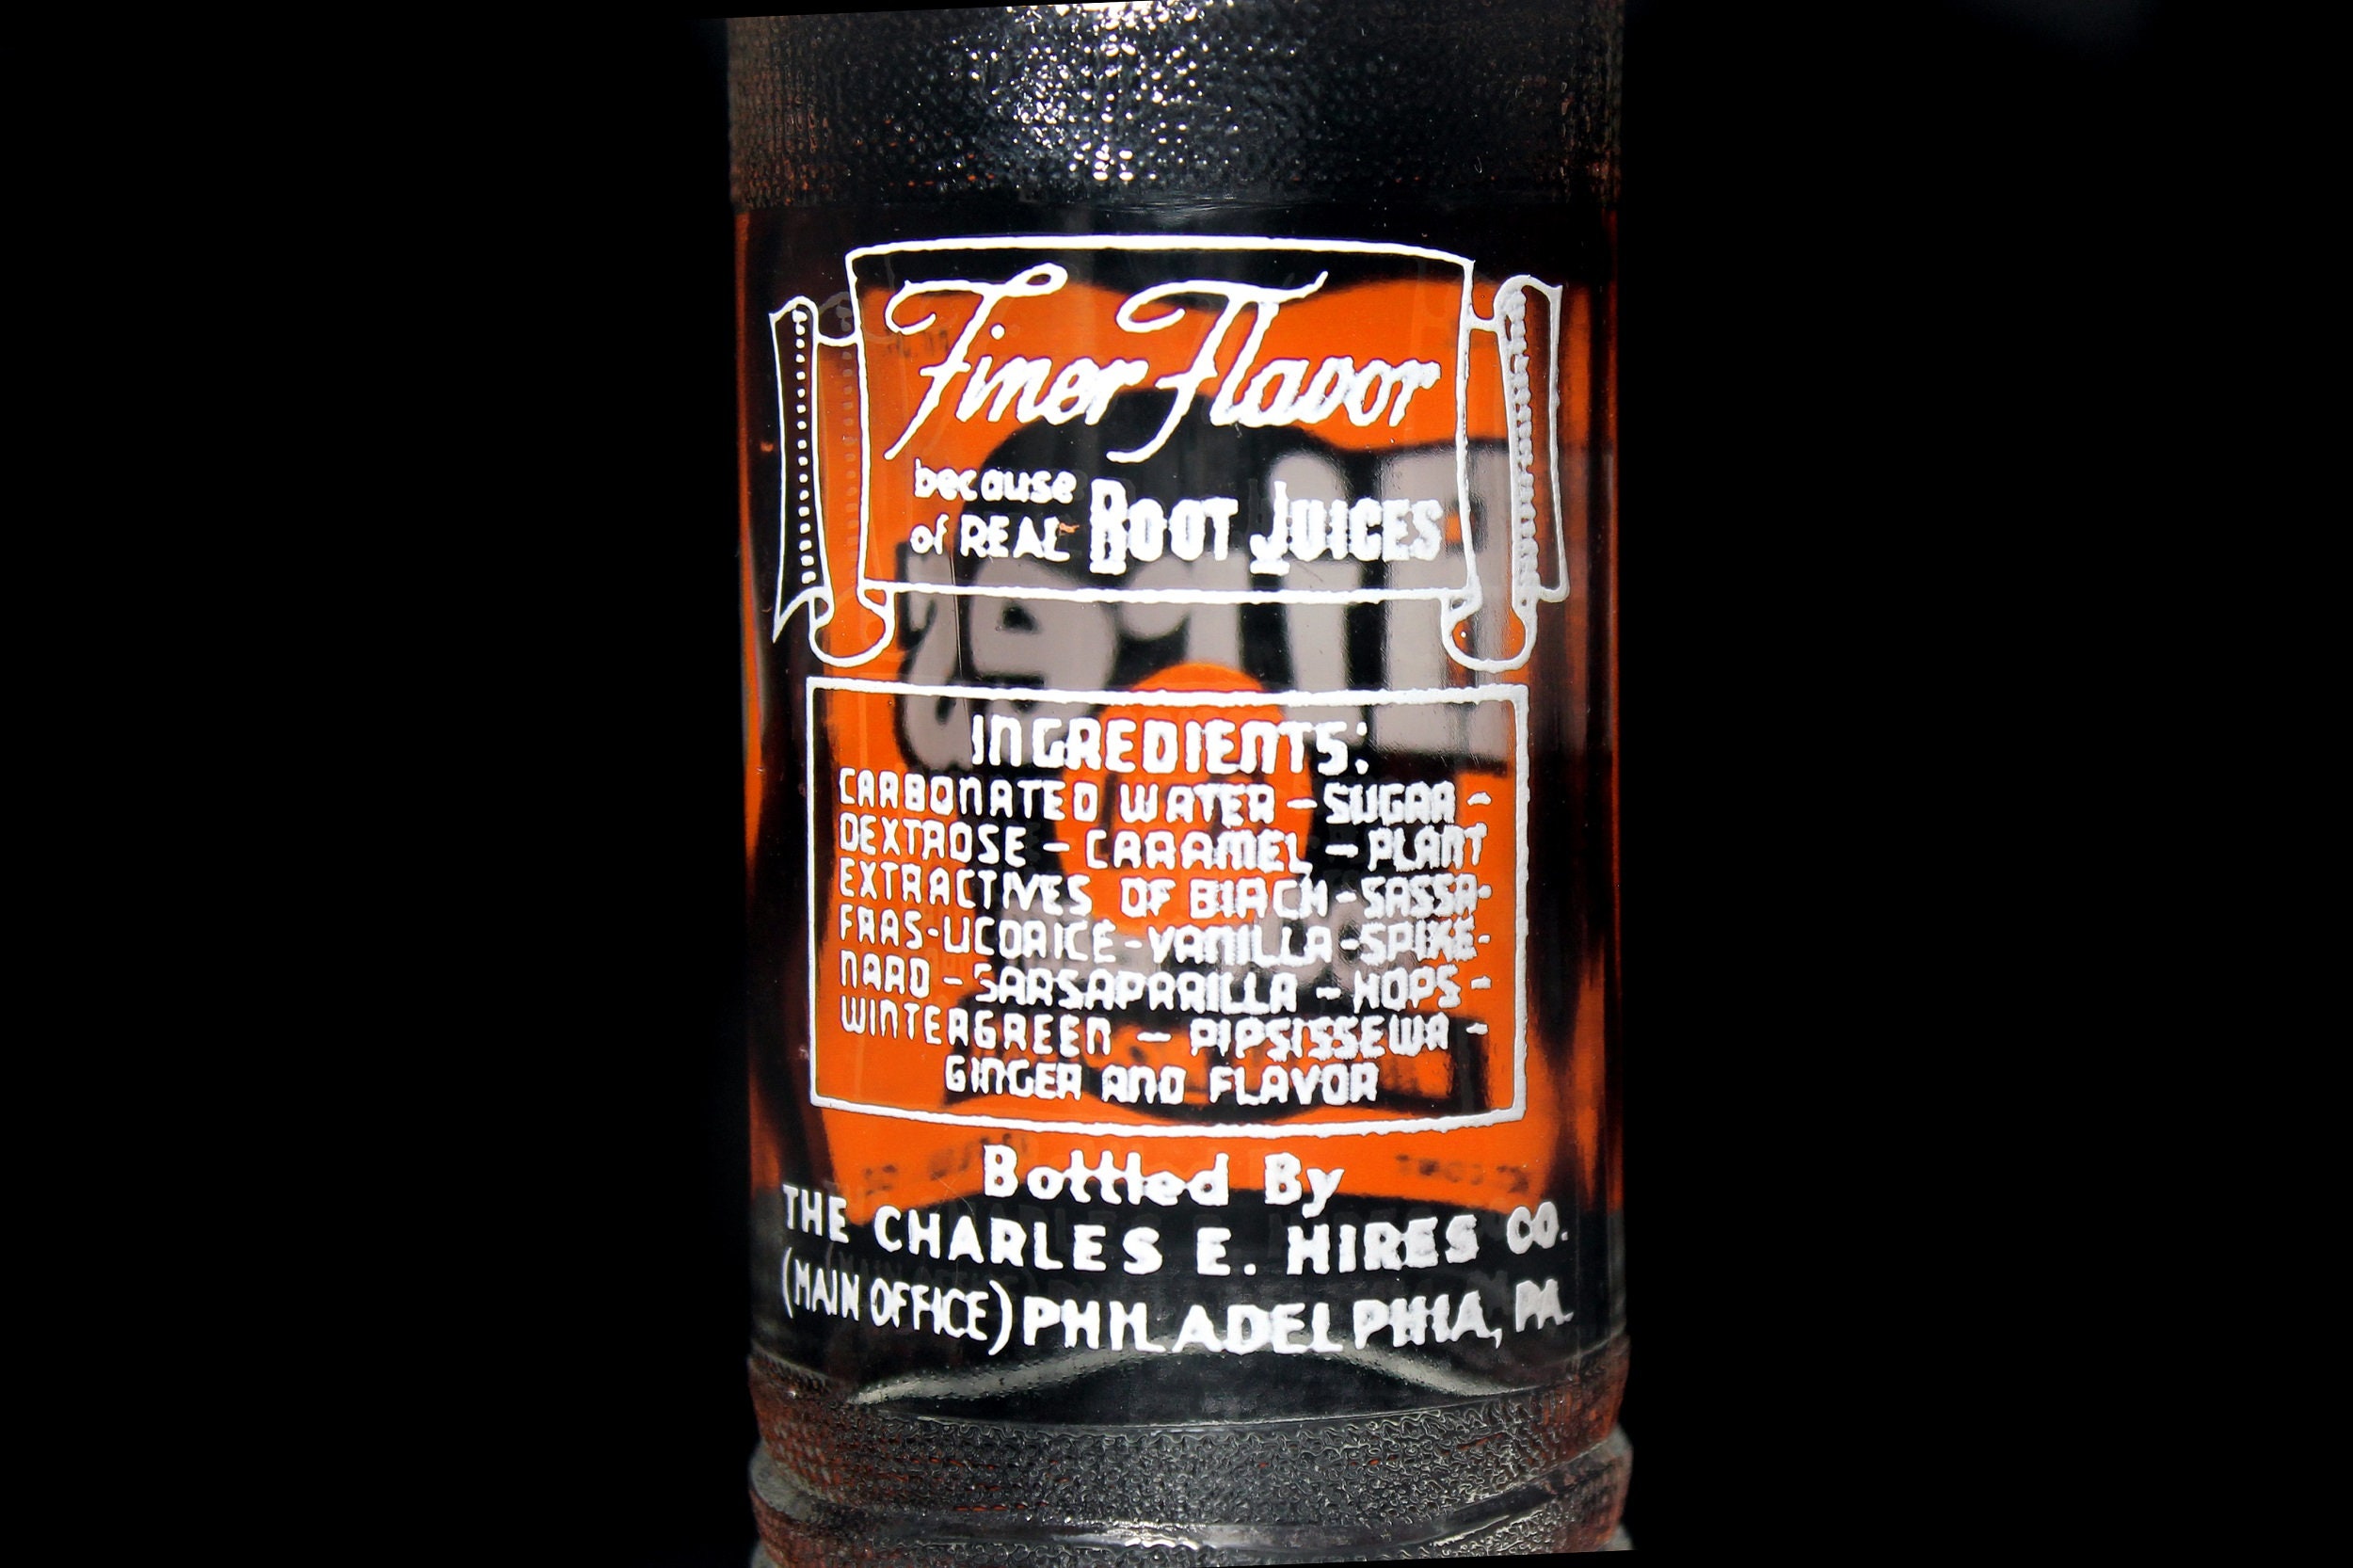 Finer Flavor
because
of REAL ROOT JUICES
INGREDIENTS:
CARBONATED WATER - SUGAR -
DEXTROSE - CARAMEL - PLANT
EXTRACTIVES OF BIRCH - SASSA-
FRAS - LICORICE - VANILLA - SPIKE-
NARD - SARSAPARILLA - HOPS -
WINTERGREEN - PIPSISSEWA -
GINGER AND FLAVOR
Bottled By
THE CHARLES E. HIRES CO.
(MAIN OFFICE) PHILADELPHIA, PA.
Hires